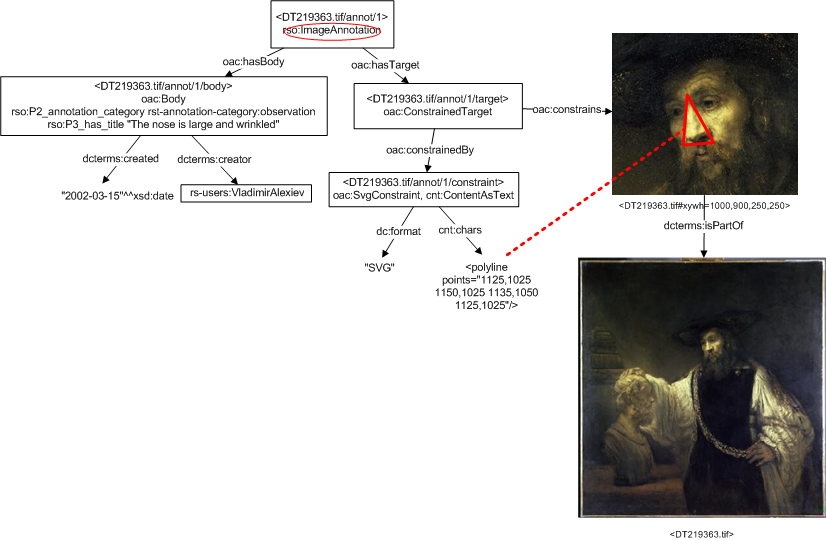 <DT219363.tif/annot/1>
rso:ImageAnnotation
oac:hasBody
oac:hasTarget
<DT219363.tif/annot/1/body>
oac:Body
rso:P2_annotation_category rst-annotation-category:observation
rso:P3_has_title "The nose is large and wrinkled"
<DT219363.tif/annot/1/target>
oac:ConstrainedTarget
oac:constrains
dcterms:created
dcterms:creator
oac:constrainedBy
"2002-03-15"^^xsd:date
rs-users:VladimirAlexiev
<DT219363.tif/annot/1/constraint>
oac:SvgConstraint, cnt:ContentAsText
<DT219363.tif#xywh=1000,900,250,250>
dcterms:isPartOf
dc:format
cnt:chars
"SVG"
<polyline
points="1125,1025
1150,1025 1135,1050
1125,1025"/>
<DT219363.tif>